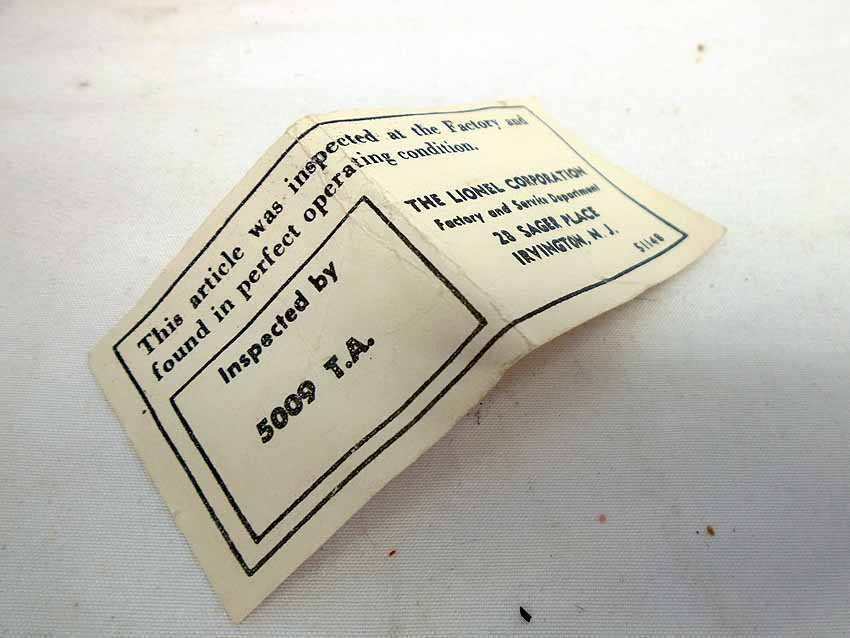 This article was inspected at the Factory and
found in perfect operating condition.
THE LIONEL CORPORATION
Factory and Service Department
28 SAGER PLACE
IRVINGTON, N. J.
51148
Inspected by
5009 T.A.